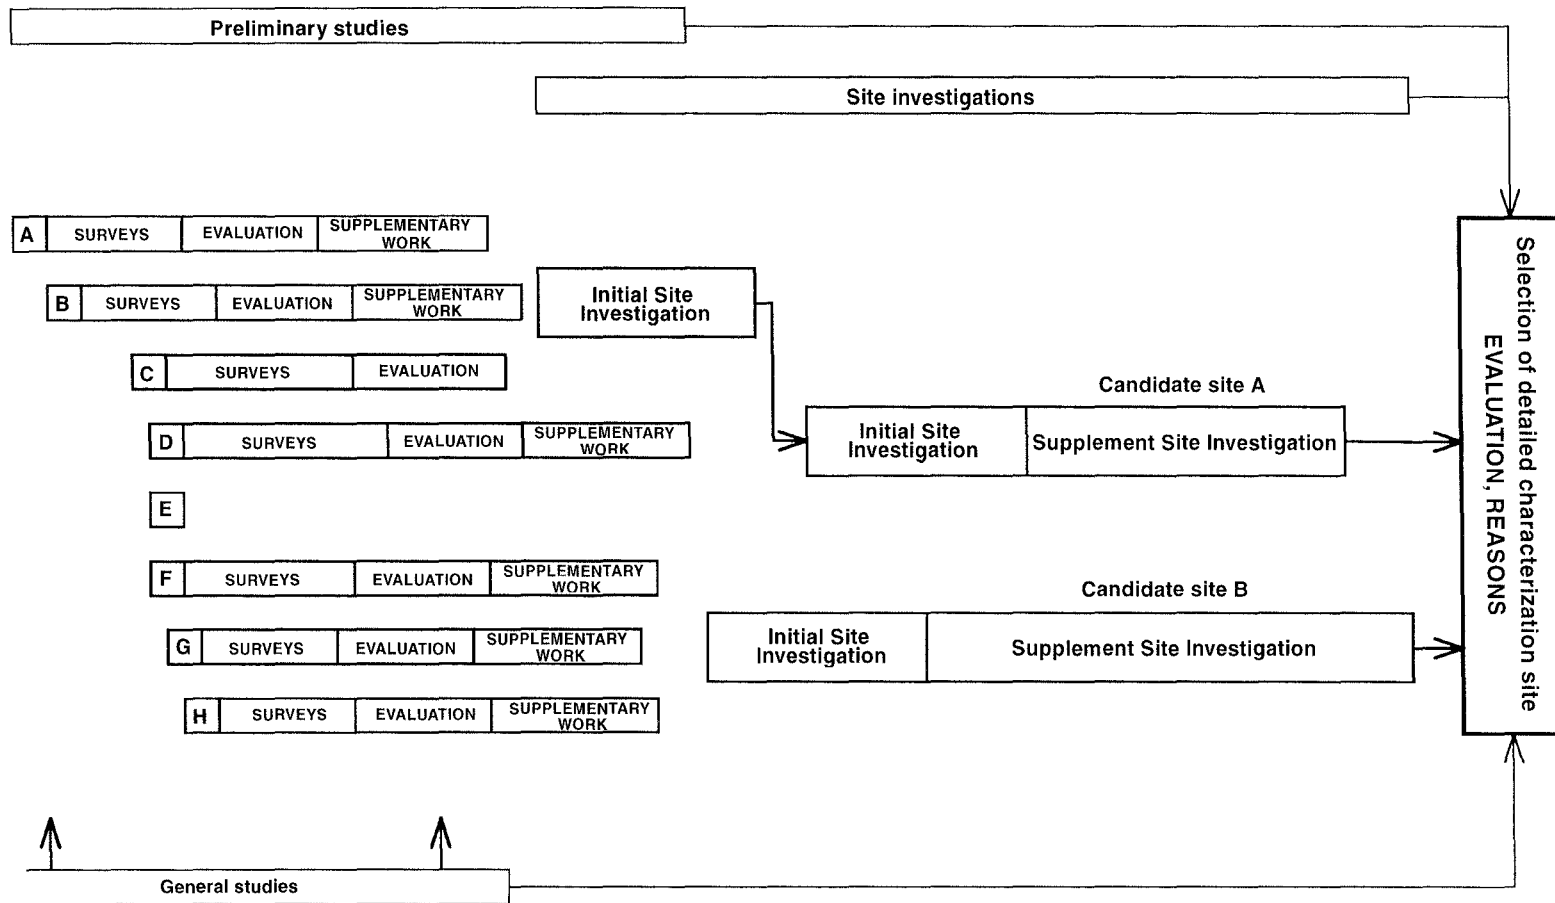 Preliminary studies
Site investigations
A SURVEYS EVALUATION SUPPLEMENTARY
WORK
B SURVEYS EVALUATION SUPPLEMENTARY
WORK
Initial Site
Investigation
C SURVEYS EVALUATION
Candidate site A
D SURVEYS EVALUATION SUPPLEMENTARY
WORK
Initial Site
Investigation
Supplement Site Investigation
E
F SURVEYS EVALUATION SUPPLEMENTARY
WORK
Candidate site B
G SURVEYS EVALUATION SUPPLEMENTARY
WORK
Initial Site
Investigation
Supplement Site Investigation
H SURVEYS EVALUATION SUPPLEMENTARY
WORK
Selection of detailed characterization site
EVALUATION, REASONS
General studies